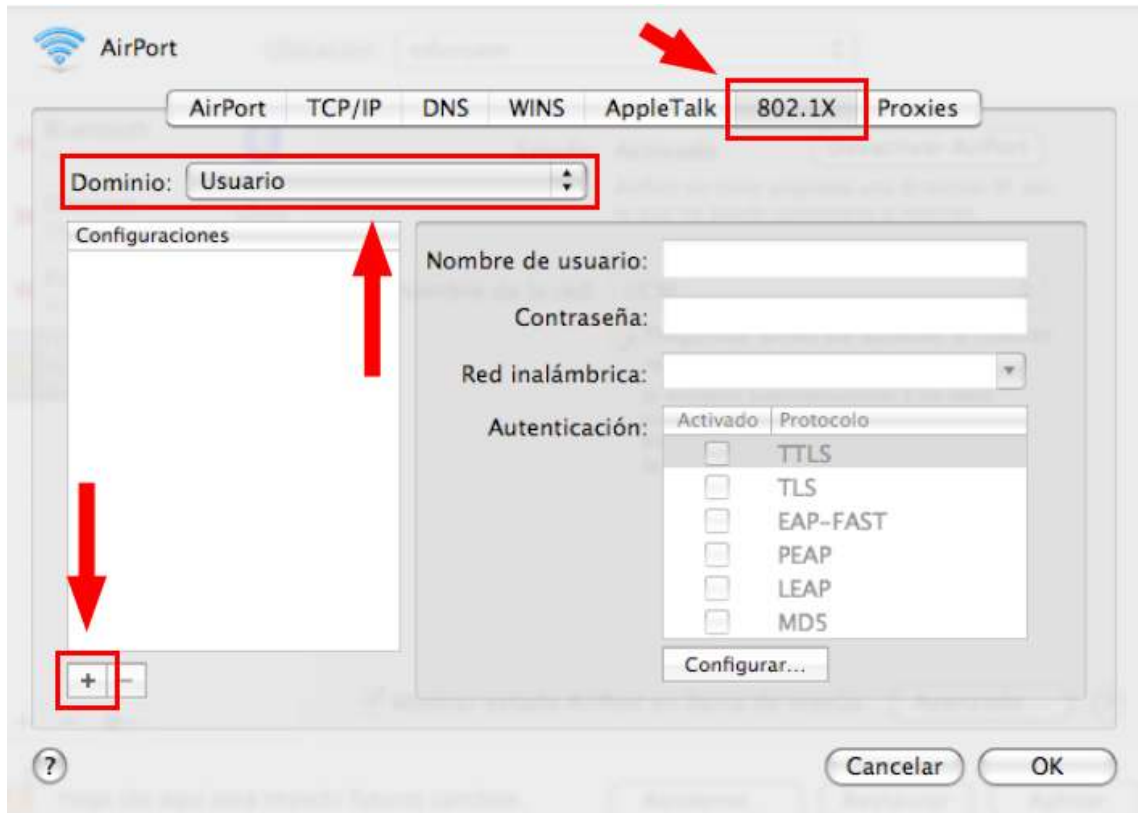 AirPort
AirPort TCP/IP DNS WINS AppleTalk 802.1X Proxies
Dominio: Usuario
Configuraciones
Nombre de usuario:
Contraseña:
Red inalámbrica:
Autenticación:
Activado Protocolo
TTLS
TLS
EAP-FAST
PEAP
LEAP
MD5
Configurar...
+ −
? Cancelar OK